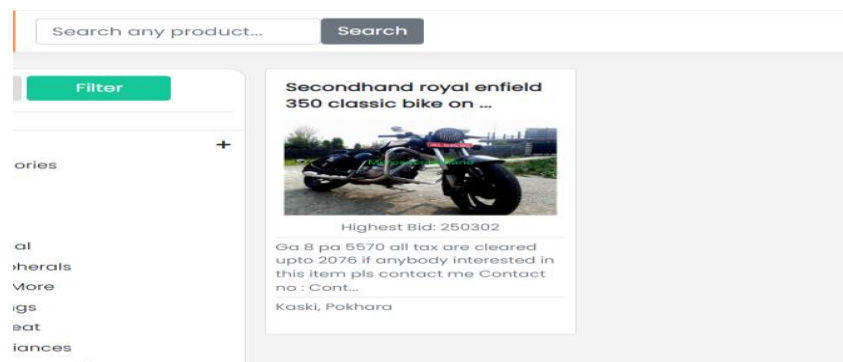 Search any product...
Search
Filter
+
ories
al
pherals
More
gs
eat
iances
Secondhand royal enfield
350 classic bike on ...
Highest Bid: 250302
Ga 8 pa 5570 all tax are cleared
upto 2076 if anybody interested in
this item pls contact me Contact
no : Cont...
Kaski, Pokhara